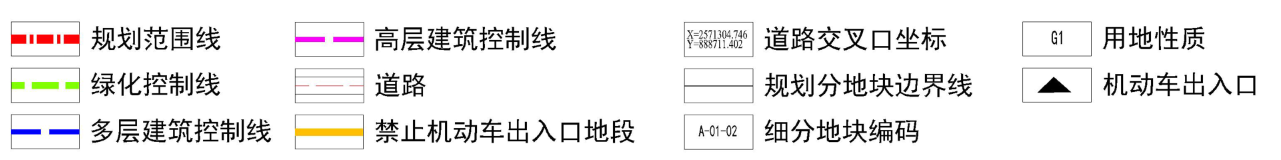 规划范围线
高层建筑控制线
X=2571304.746
Y=888711.402
道路交叉口坐标
G1
用地性质
绿化控制线
道路
规划分地块边界线
机动车出入口
多层建筑控制线
禁止机动车出入口地段
A-01-02
细分地块编码